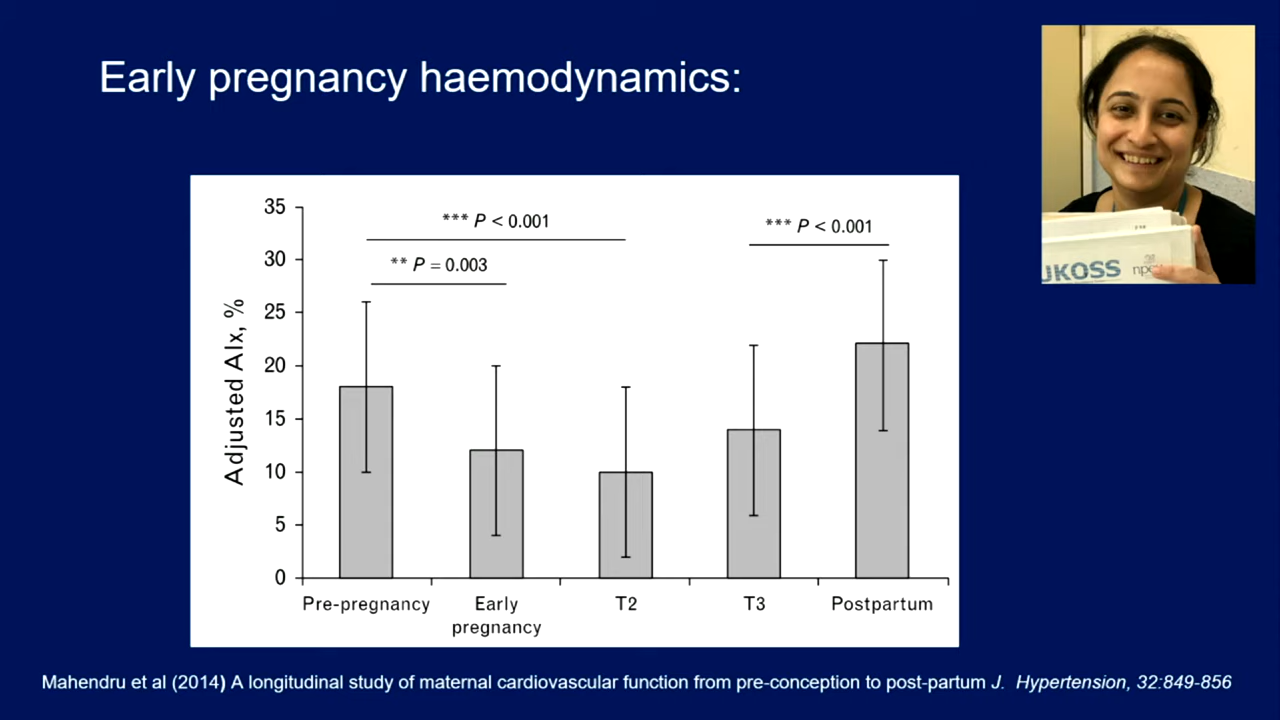 Early pregnancy haemodynamics:
UKOSS
35
30
25
20
15
10
5
0
Adjusted AIx, %
*** P < 0.001
** P = 0.003
*** P < 0.001
Pre-pregnancy
Early
pregnancy
T2
T3
Postpartum
Mahendru et al (2014) A longitudinal study of maternal cardiovascular function from pre-conception to post-partum J. Hypertension, 32:849-856